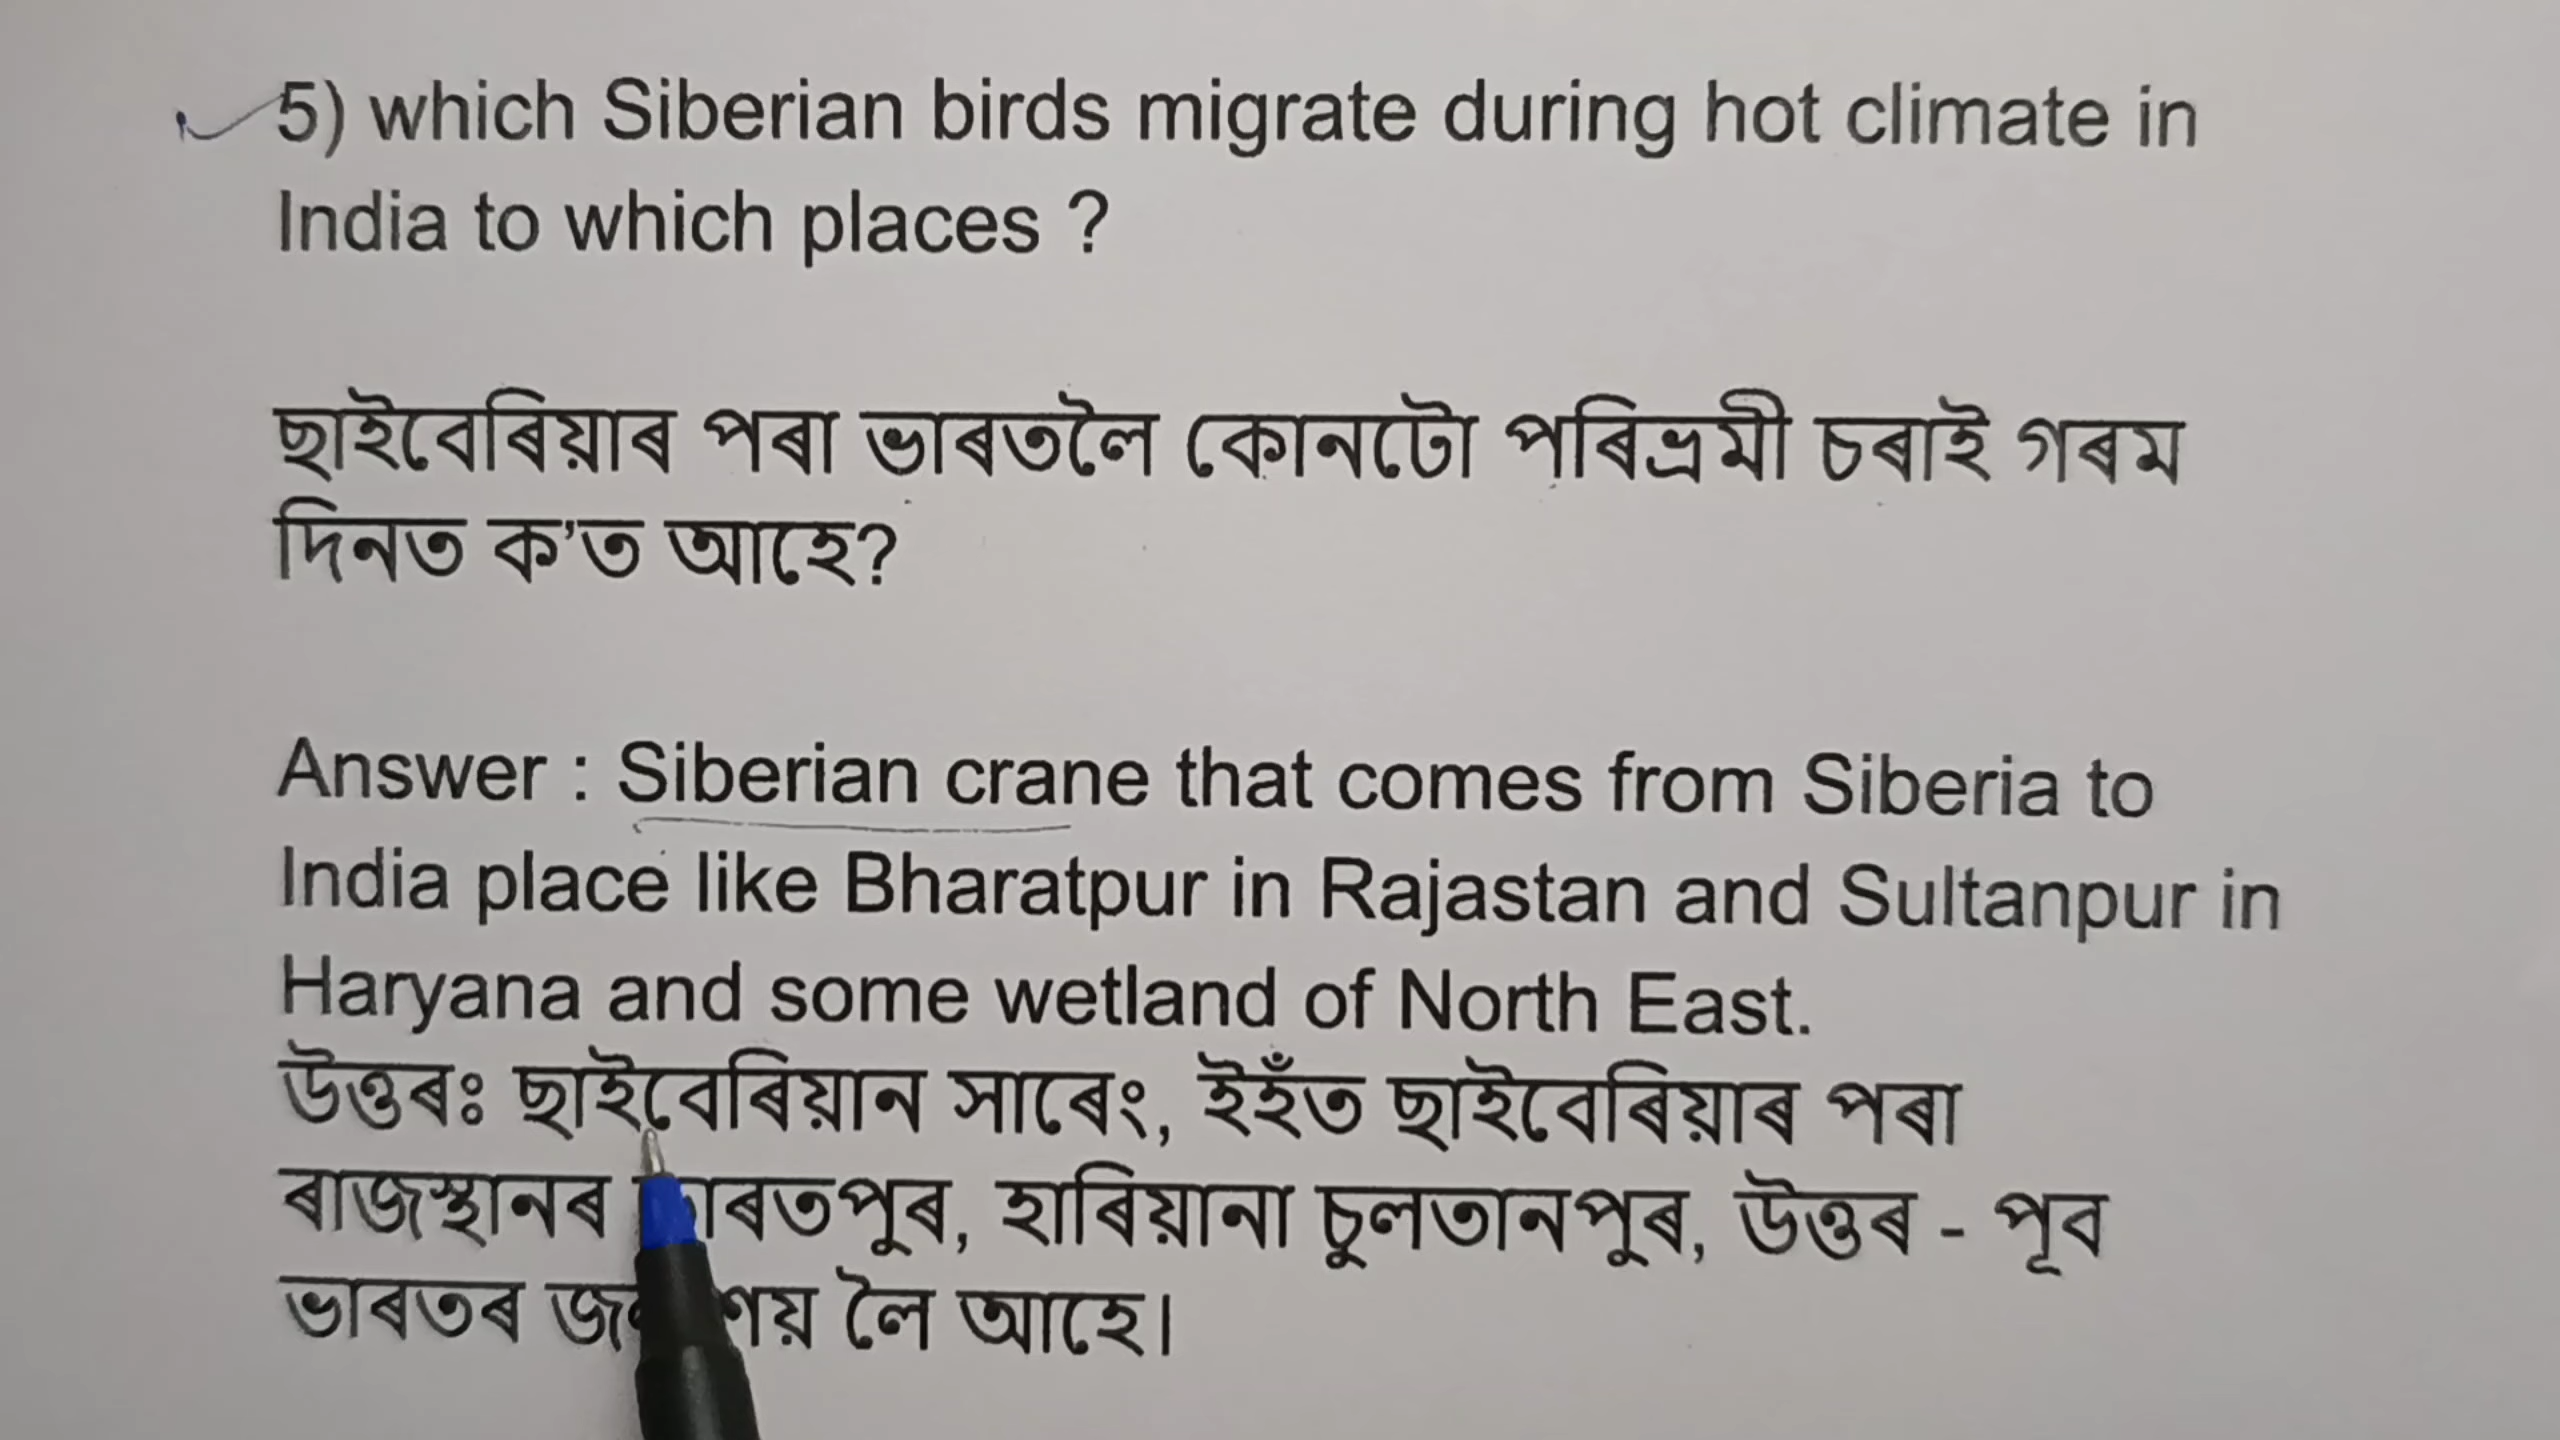 5) which Siberian birds migrate during hot climate in
India to which places ?
ছাইবেৰিয়াৰ পৰা ভাৰতলৈ কোনটো পৰিভ্ৰমী চৰাই গৰম
দিনত ক'ত আহে?
Answer : Siberian crane that comes from Siberia to
India place like Bharatpur in Rajastan and Sultanpur in
Haryana and some wetland of North East.
উত্তৰঃ ছাইবেৰিয়ান সাৰেং, ইহঁত ছাইবেৰিয়াৰ পৰা
ৰাজস্থানৰ হাৰিয়ানা চুলতানপুৰ, উত্তৰ - পূব
ভাৰতৰ লৈ আহে।